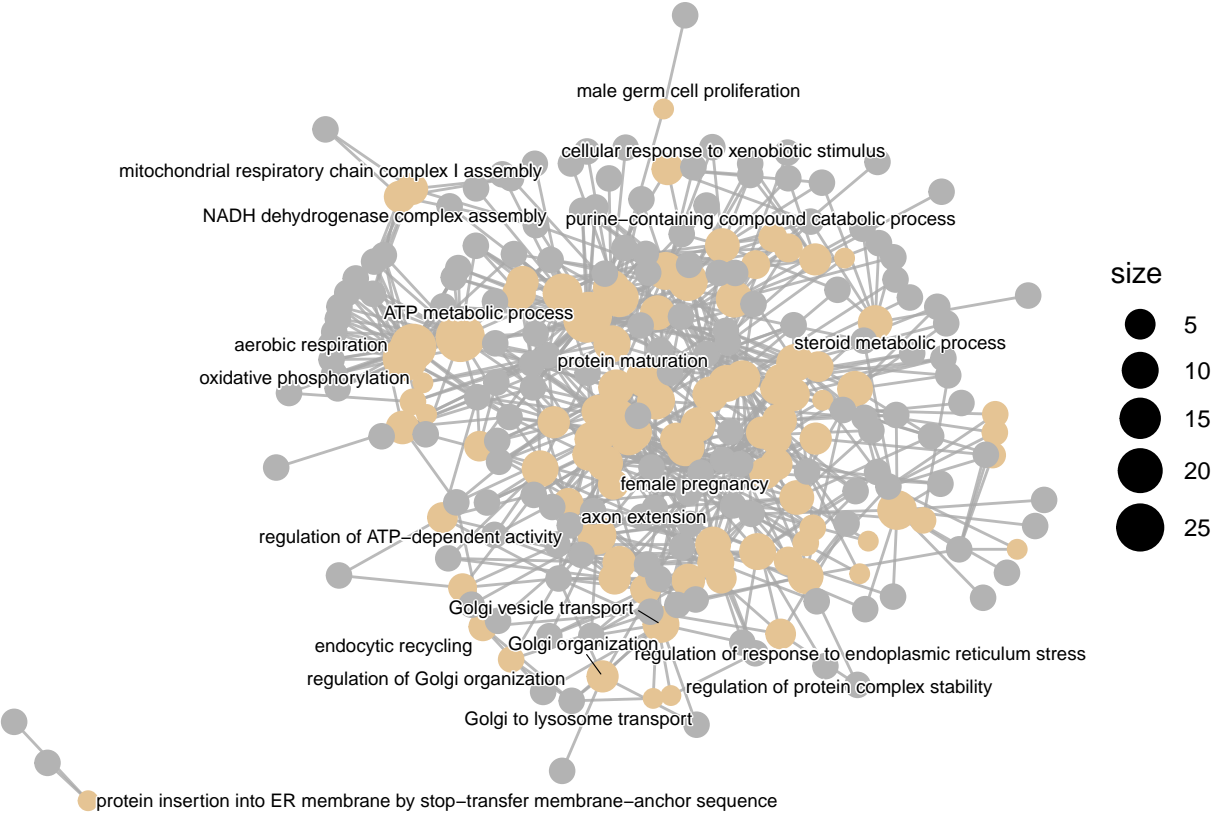 male germ cell proliferation
cellular response to xenobiotic stimulus
mitochondrial respiratory chain complex I assembly
NADH dehydrogenase complex assembly
purine−containing compound catabolic process
ATP metabolic process
aerobic respiration
steroid metabolic process
protein maturation
oxidative phosphorylation
female pregnancy
axon extension
regulation of ATP−dependent activity
Golgi vesicle transport
endocytic recycling
Golgi organization
regulation of response to endoplasmic reticulum stress
regulation of Golgi organization
regulation of protein complex stability
Golgi to lysosome transport
protein insertion into ER membrane by stop−transfer membrane−anchor sequence
size
5
10
15
20
25